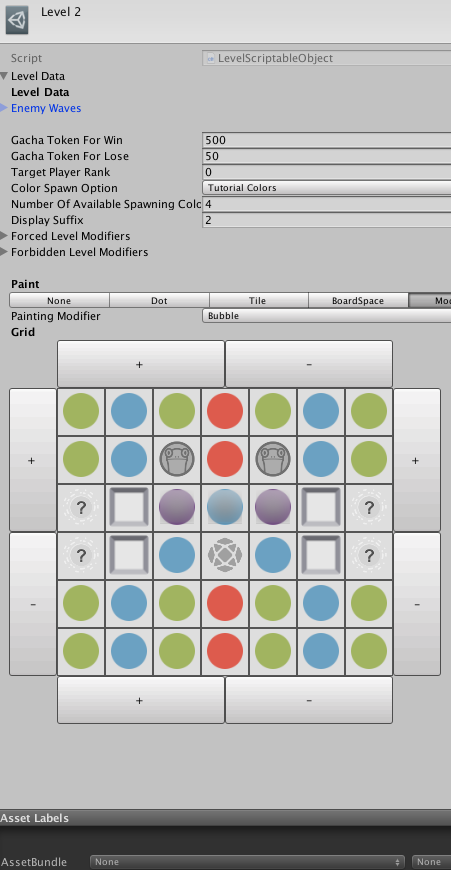 Level 2
Script LevelScriptableObject
Level Data
Level Data
Enemy Waves
Gacha Token For Win 500
Gacha Token For Lose 50
Target Player Rank 0
Color Spawn Option Tutorial Colors
Number Of Available Spawning Colo 4
Display Suffix 2
Forced Level Modifiers
Forbidden Level Modifiers
Paint
None Dot Tile BoardSpace Mod
Painting Modifier Bubble
Grid
+ -
+ +
? ?
? ?
- -
+ -
Asset Labels
AssetBundle None None